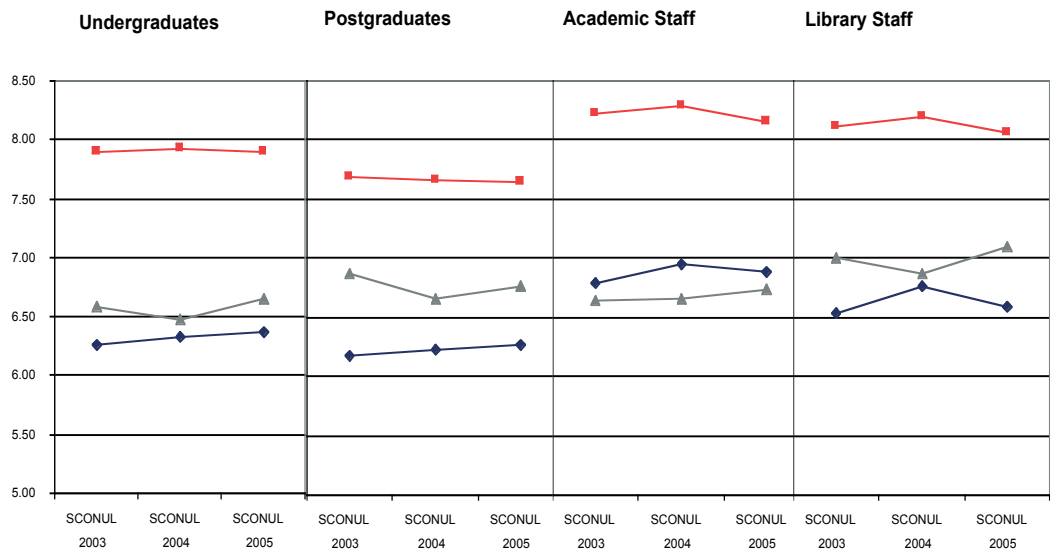 Undergraduates Postgraduates Academic Staff Library Staff
8.50
8.00
7.50
7.00
6.50
6.00
5.50
5.00
SCONUL SCONUL SCONUL SCONUL SCONUL SCONUL SCONUL SCONUL SCONUL SCONUL SCONUL SCONUL
2003 2004 2005 2003 2004 2005 2003 2004 2005 2003 2004 2005